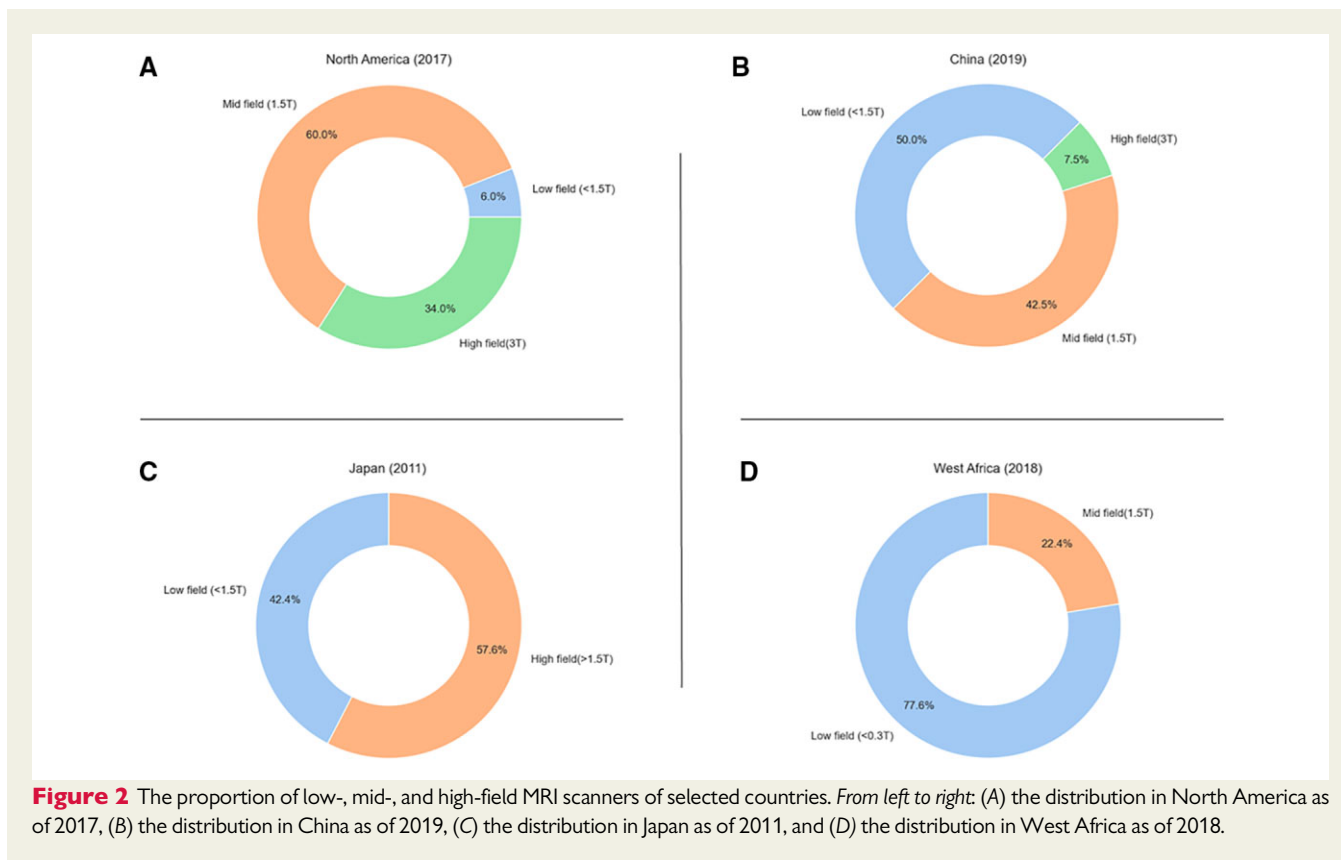 A
North America (2017)
Mid field (1.5T)
60.0%
Low field (<1.5T)
6.0%
34.0%
High field(3T)
B
China (2019)
Low field (<1.5T)
50.0%
High field(3T)
7.5%
42.5%
Mid field (1.5T)
C
Japan (2011)
Low field (<1.5T)
42.4%
57.6%
High field(>1.5T)
D
West Africa (2018)
Mid field(1.5T)
22.4%
77.6%
Low field (<0.3T)
Figure 2 The proportion of low-, mid-, and high-field MRI scanners of selected countries. From left to right: (A) the distribution in North America as
of 2017, (B) the distribution in China as of 2019, (C) the distribution in Japan as of 2011, and (D) the distribution in West Africa as of 2018.